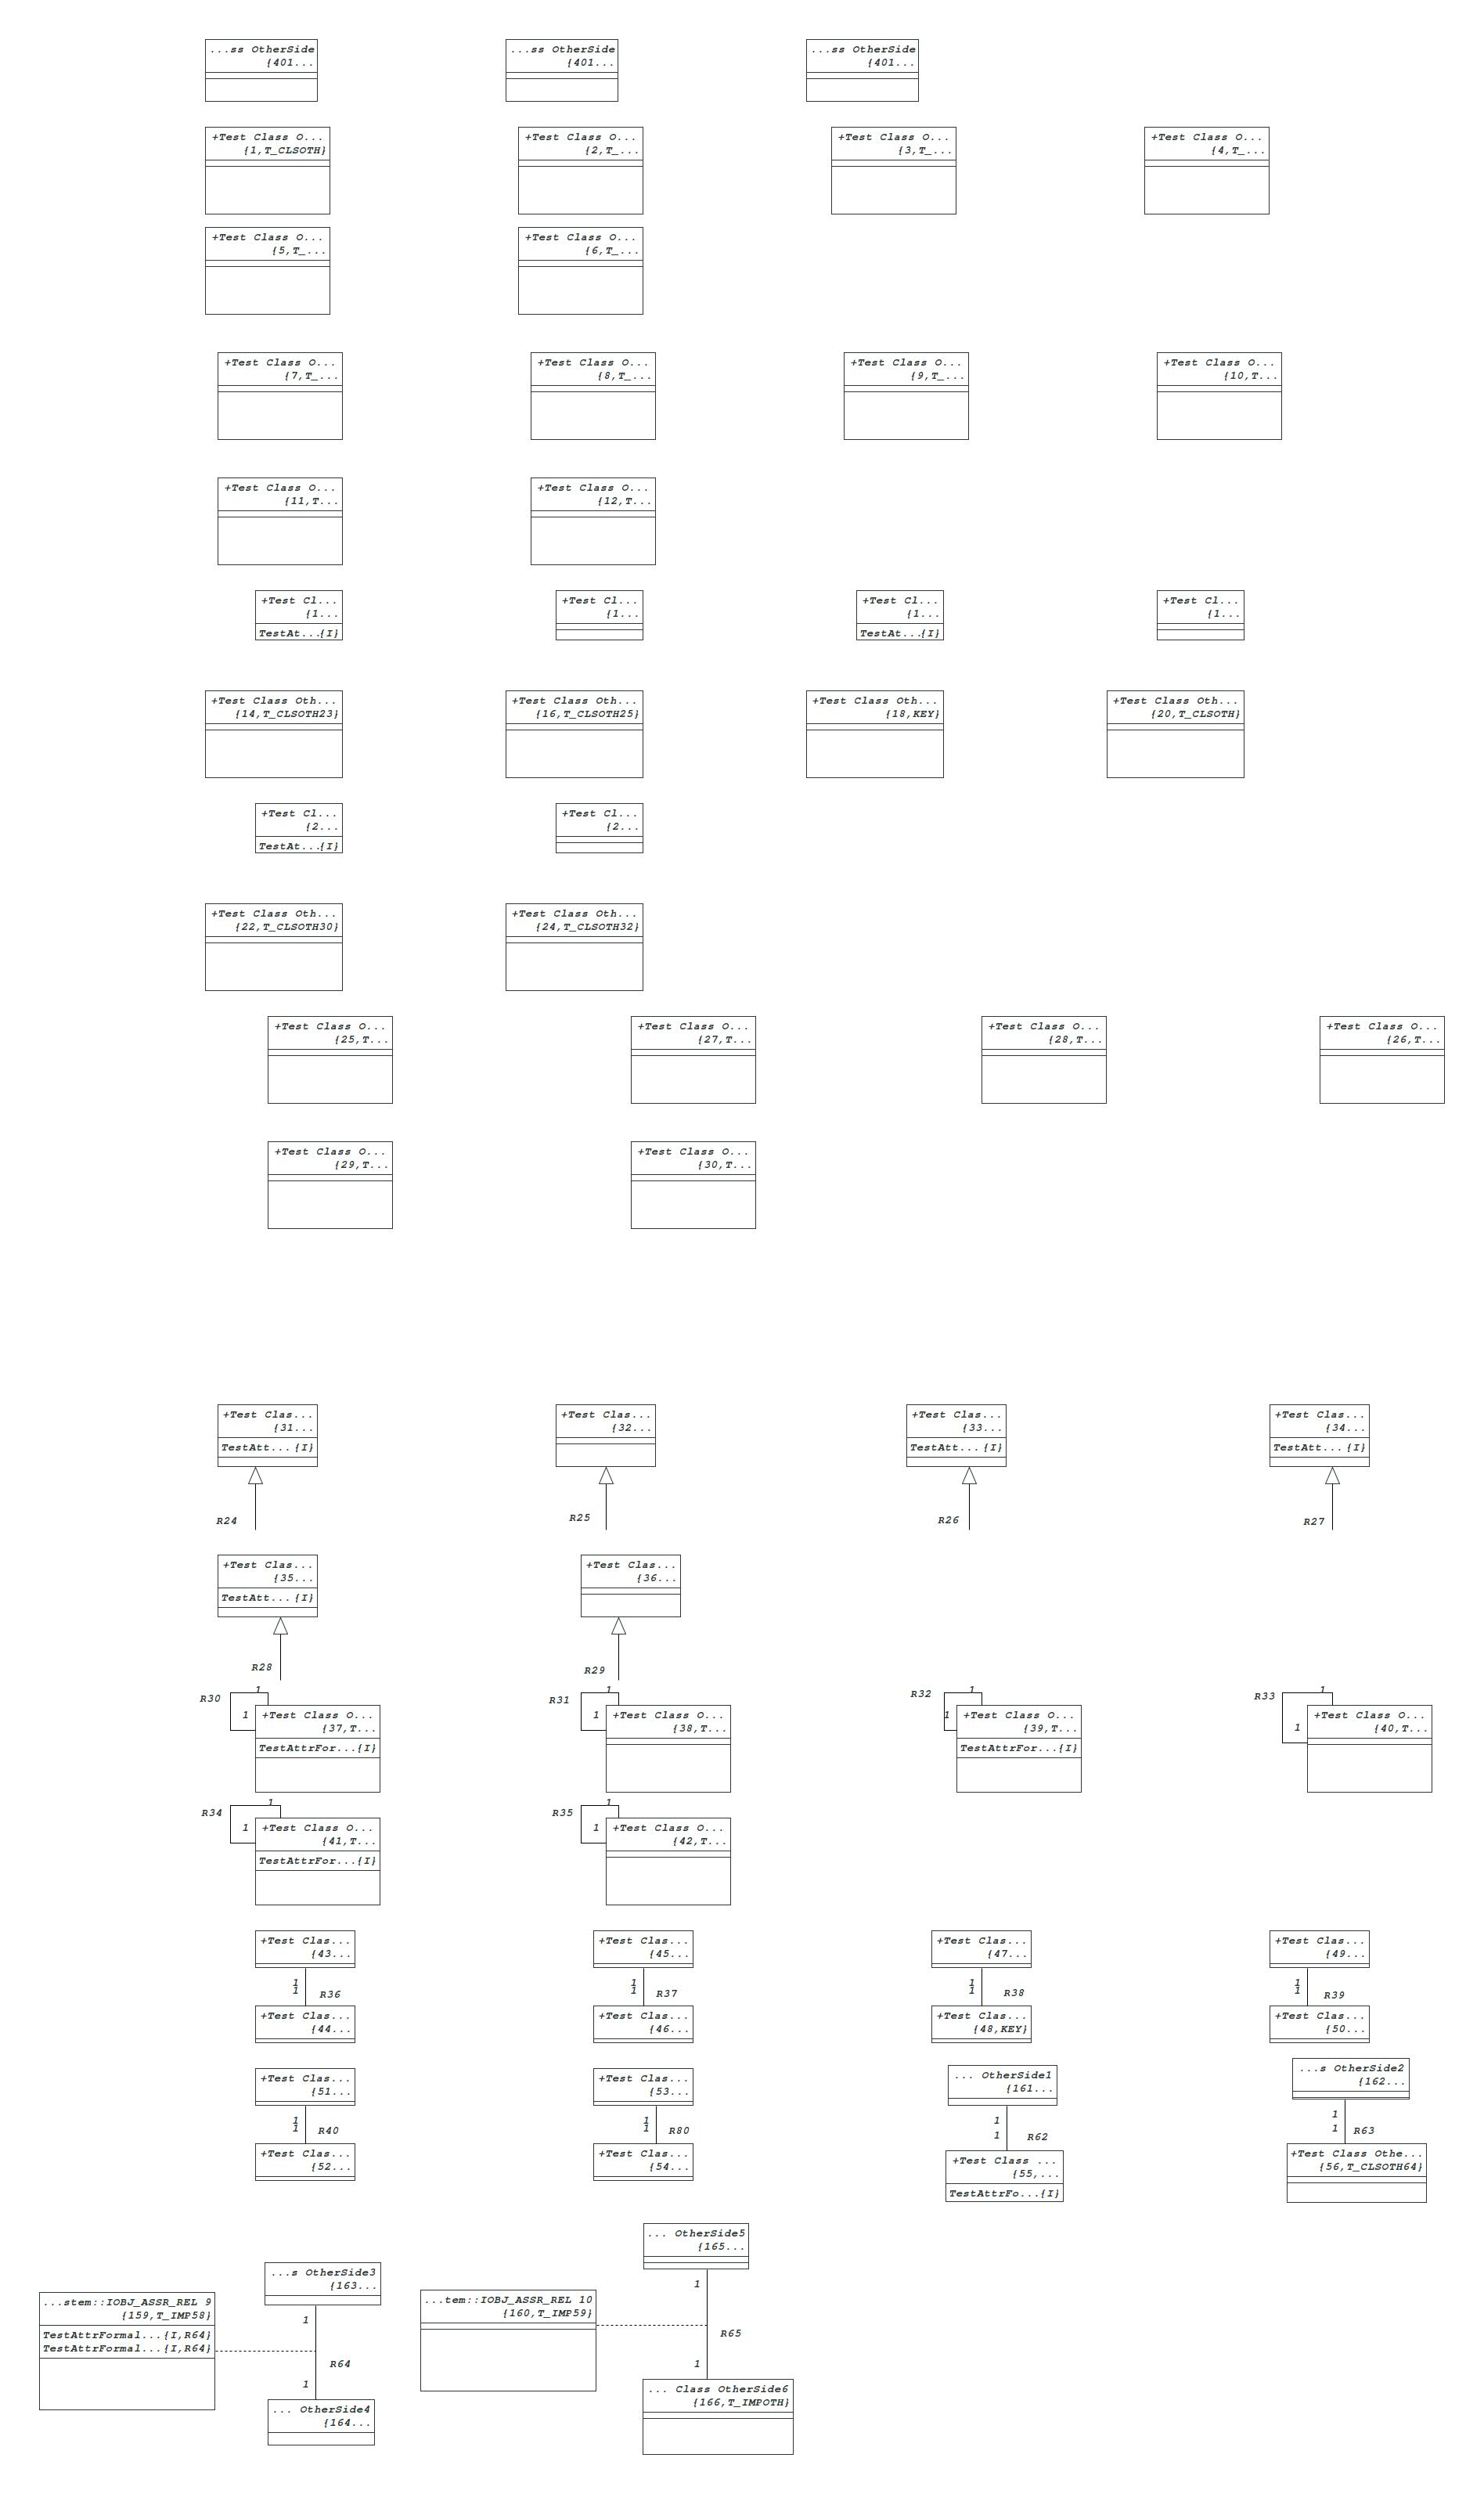 ...ss OtherSide
{401...
...ss OtherSide
{401...
...ss OtherSide
{401...
+Test Class O...
{1,T_CLSOTH}
+Test Class O...
{2,T_...
+Test Class O...
{3,T_...
+Test Class O...
{4,T_...
+Test Class O...
{5,T_...
+Test Class O...
{6,T_...
+Test Class O...
{7,T_...
+Test Class O...
{8,T_...
+Test Class O...
{9,T_...
+Test Class O...
{10,T...
+Test Class O...
{11,T...
+Test Class O...
{12,T...
+Test Cl...
{1...
TestAt...{I}
+Test Cl...
{1...
+Test Cl...
{1...
TestAt...{I}
+Test Cl...
{1...
+Test Class Oth...
{14,T_CLSOTH23}
+Test Class Oth...
{16,T_CLSOTH25}
+Test Class Oth...
{18,KEY}
+Test Class Oth...
{20,T_CLSOTH}
+Test Cl...
{2...
TestAt...{I}
+Test Cl...
{2...
+Test Class Oth...
{22,T_CLSOTH30}
+Test Class Oth...
{24,T_CLSOTH32}
+Test Class O...
{25,T...
+Test Class O...
{27,T...
+Test Class O...
{28,T...
+Test Class O...
{26,T...
+Test Class O...
{29,T...
+Test Class O...
{30,T...
+Test Clas...
{31...
TestAtt... {I}
R24
+Test Clas...
{32...
R25
+Test Clas...
{33...
TestAtt... {I}
R26
+Test Clas...
{34...
TestAtt... {I}
R27
+Test Clas...
{35...
TestAtt... {I}
R28
+Test Clas...
{36...
R29
R30
1
1
+Test Class O...
{37,T...
TestAttrFor...{I}
R31
1
1
+Test Class O...
{38,T...
R32
1
1
+Test Class O...
{39,T...
TestAttrFor...{I}
R33
1
1
+Test Class O...
{40,T...
R34
1
1
+Test Class O...
{41,T...
TestAttrFor...{I}
R35
1
1
+Test Class O...
{42,T...
+Test Clas...
{43...
1
1
R36
+Test Clas...
{44...
+Test Clas...
{45...
1
1
R37
+Test Clas...
{46...
+Test Clas...
{47...
1
1
R38
+Test Clas...
{48,KEY}
+Test Clas...
{49...
1
1
R39
+Test Clas...
{50...
+Test Clas...
{51...
1
1
R40
+Test Clas...
{52...
+Test Clas...
{53...
1
1
R80
+Test Clas...
{54...
... OtherSide1
{161...
1
1
R62
+Test Class ...
{55,...
TestAttrFo...{I}
...s OtherSide2
{162...
1
1
R63
+Test Class Othe...
{56,T_CLSOTH64}
...stem::IOBJ_ASSR_REL 9
{159,T_IMP58}
TestAttrFormal...{I,R64}
TestAttrFormal...{I,R64}
...s OtherSide3
{163...
1
R64
1
... OtherSide4
{164...
...tem::IOBJ_ASSR_REL 10
{160,T_IMP59}
... OtherSide5
{165...
1
R65
1
... Class OtherSide6
{166,T_IMPOTH}